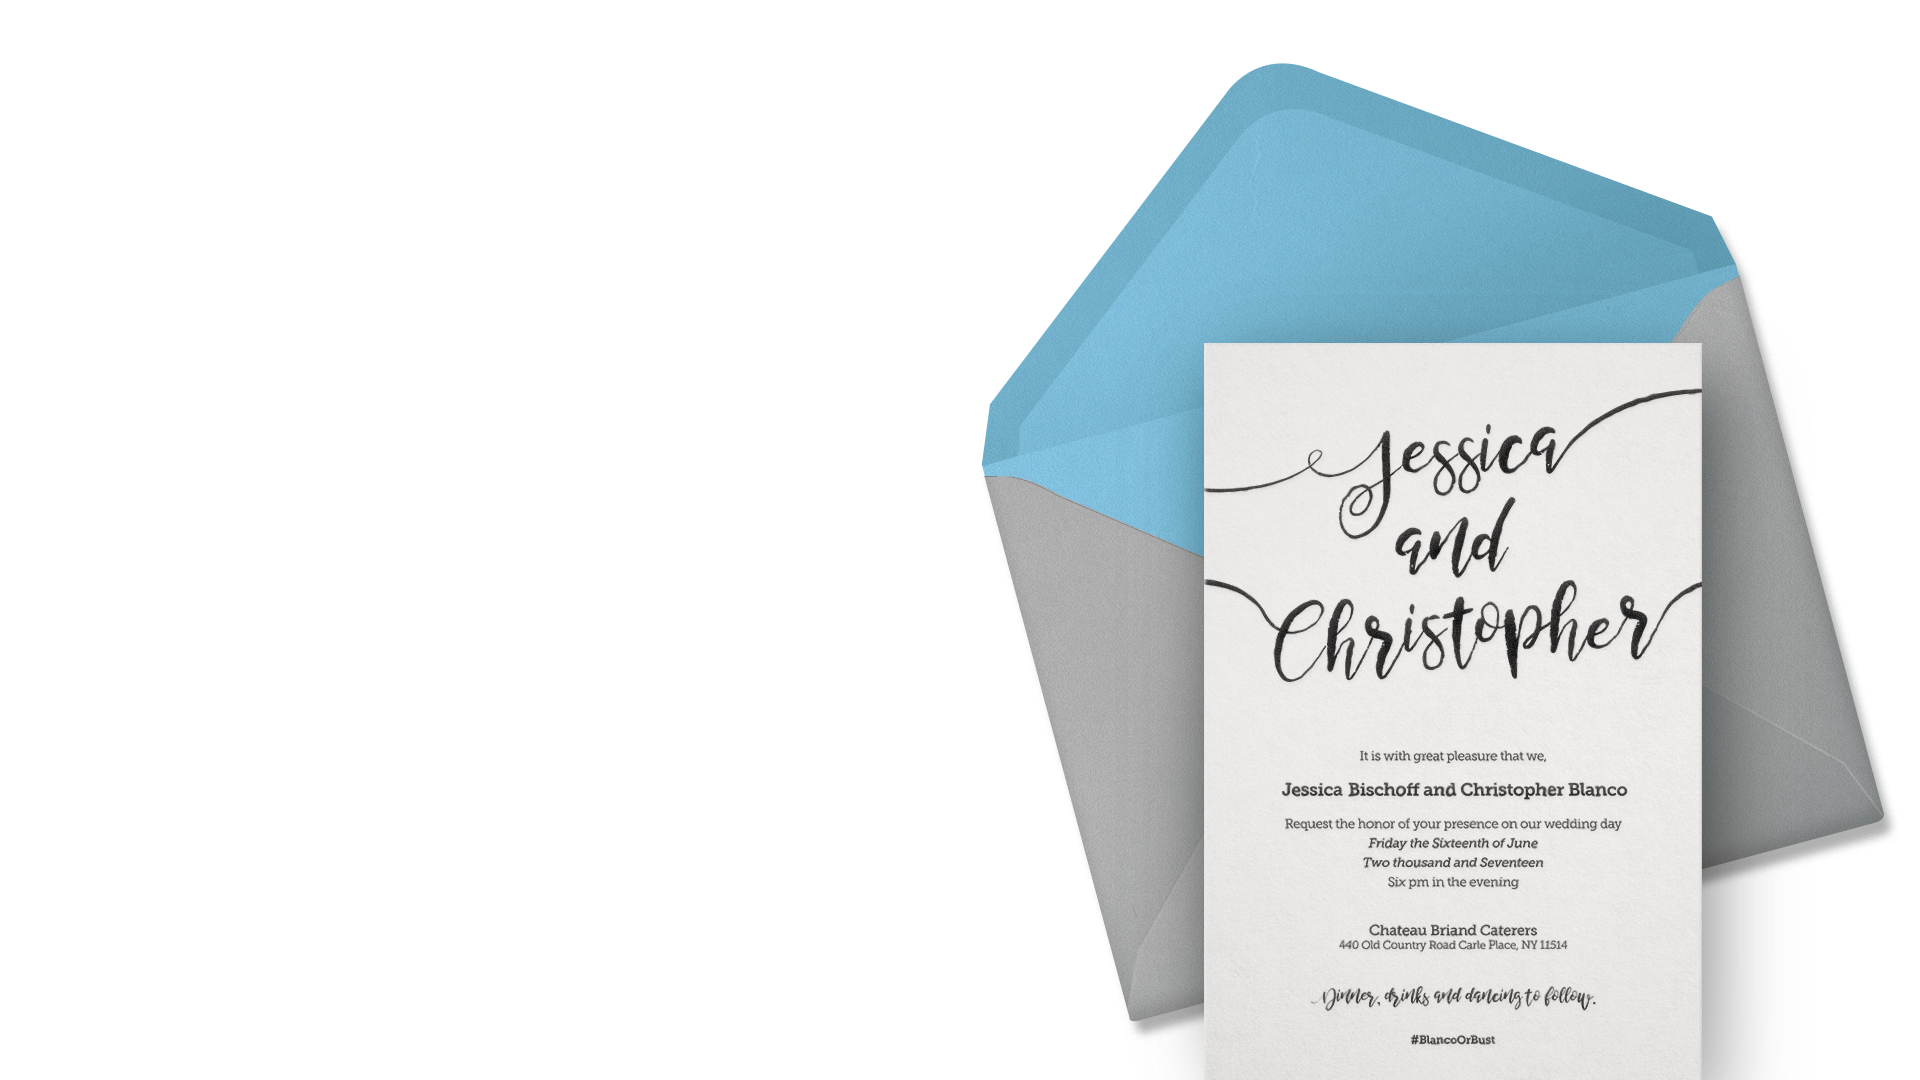 Jessica
and
Christopher
It is with great pleasure that we,
Jessica Bischoff and Christopher Blanco
Request the honor of your presence on our wedding day
Friday the Sixteenth of June
Two thousand and Seventeen
Six pm in the evening
Chateau Briand Caterers
440 Old Country Road Carle Place, NY 11514
Dinner, drinks and dancing to follow.
#BlancoOrBust